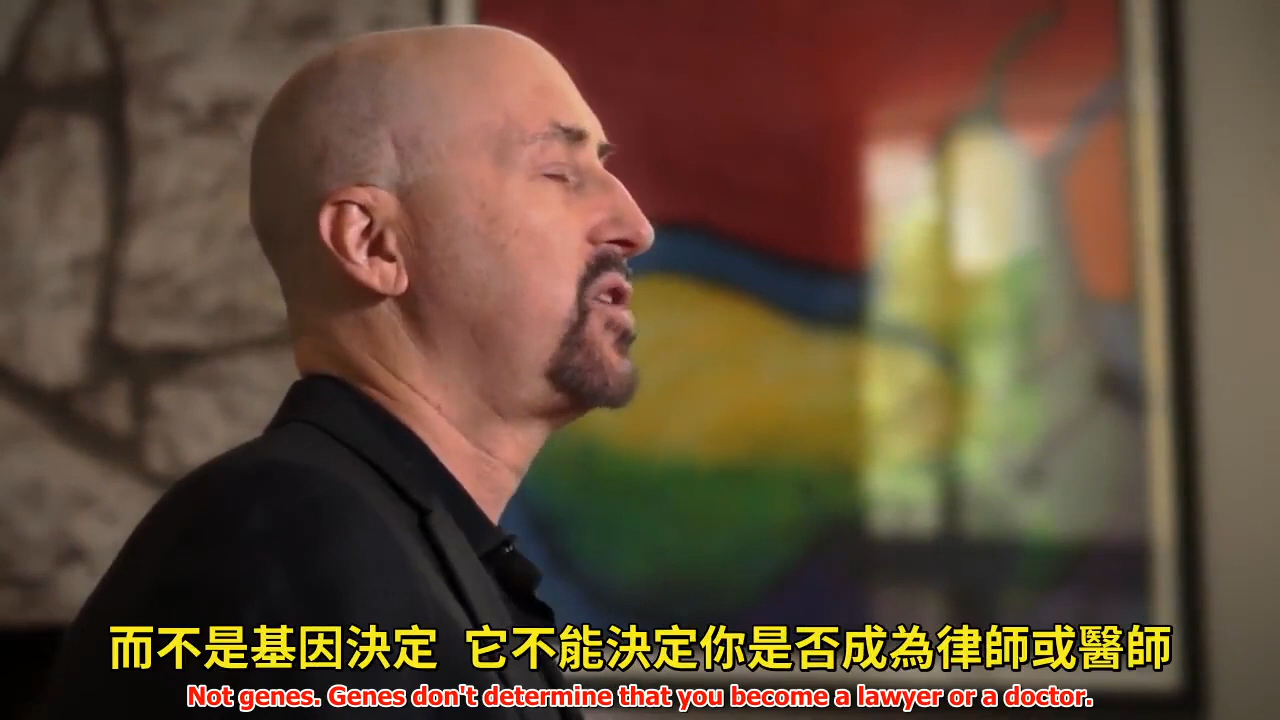 而不是基因決定 它不能決定你是否成為律師或醫師
Not genes. Genes don't determine that you become a lawyer or a doctor.